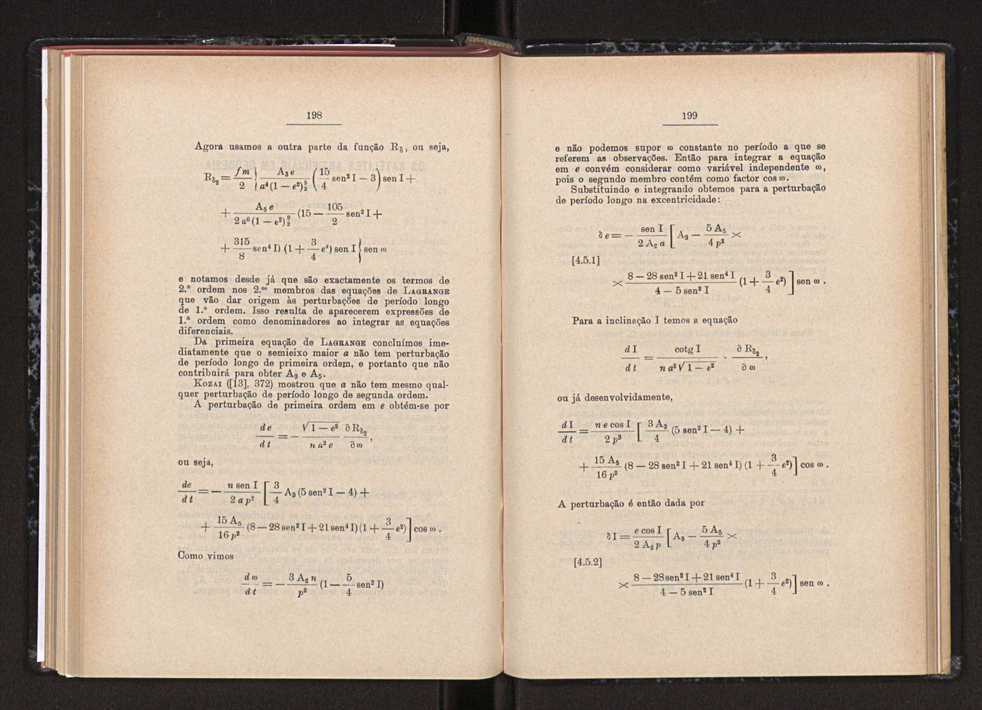 198
Agora usamos a outra parte da função R₅, ou seja,
R₅₂ = fm/2 { A₃ e / a⁴(1 — e²)^(5/2) (15/4 sen² I — 3) sen I +
+ A₅ e / 2 a⁶(1 — e²)^(9/2) (15 — 105/2 sen² I +
+ 315/8 sen⁴ I) (1 + 3/4 e²) sen I } sen ω
e notamos desde já que são exactamente os termos de
2.ª ordem nos 2.ᵒˢ membros das equações de LAGRANGE
que vão dar origem às perturbações de período longo
de 1.ª ordem. Isso resulta de aparecerem expressões de
1.ª ordem como denominadores ao integrar as equações
diferenciais.
Da primeira equação de LAGRANGE concluímos ime-
diatamente que o semieixo maior a não tem perturbação
de período longo de primeira ordem, e portanto que não
contribuirá para obter A₃ e A₅.
KOZAI ([13], 372) mostrou que a não tem mesmo qual-
quer perturbação de período longo de segunda ordem.
A perturbação de primeira ordem em e obtém-se por
de/dt = — √(1 — e²) / n a² e ∂R₅₂/∂ω ,
ou seja,
de/dt = — n sen I / 2 a p³ [ 3/4 A₃ (5 sen² I — 4) +
+ 15 A₅ / 16 p² (8 — 28 sen² I + 21 sen⁴ I) (1 + 3/4 e²) ] cos ω .
Como vimos
dω/dt = — 3 A₂ n / p² (1 — 5/4 sen² I)
199
e não podemos supor ω constante no período a que se
referem as observações. Então para integrar a equação
em e convém considerar como variável independente ω,
pois o segundo membro contém como factor cos ω.
Substituindo e integrando obtemos para a perturbação
de período longo na excentricidade:
δe = — sen I / 2 A₂ a [ A₃ — 5 A₅ / 4 p² ×
[4.5.1]
× 8 — 28 sen² I + 21 sen⁴ I / 4 — 5 sen² I (1 + 3/4 e²) ] sen ω .
Para a inclinação I temos a equação
dI/dt = cotg I / n a² √(1 — e²) · ∂R₅₂/∂ω ,
ou já desenvolvidamente,
dI/dt = n e cos I / 2 p³ [ 3 A₃ / 4 (5 sen² I — 4) +
+ 15 A₅ / 16 p² (8 — 28 sen² I + 21 sen⁴ I) (1 + 3/4 e²) ] cos ω .
A perturbação é então dada por
δI = e cos I / 2 A₂ p [ A₃ — 5 A₅ / 4 p² ×
[4.5.2]
× 8 — 28 sen² I + 21 sen⁴ I / 4 — 5 sen² I (1 + 3/4 e²) ] sen ω .